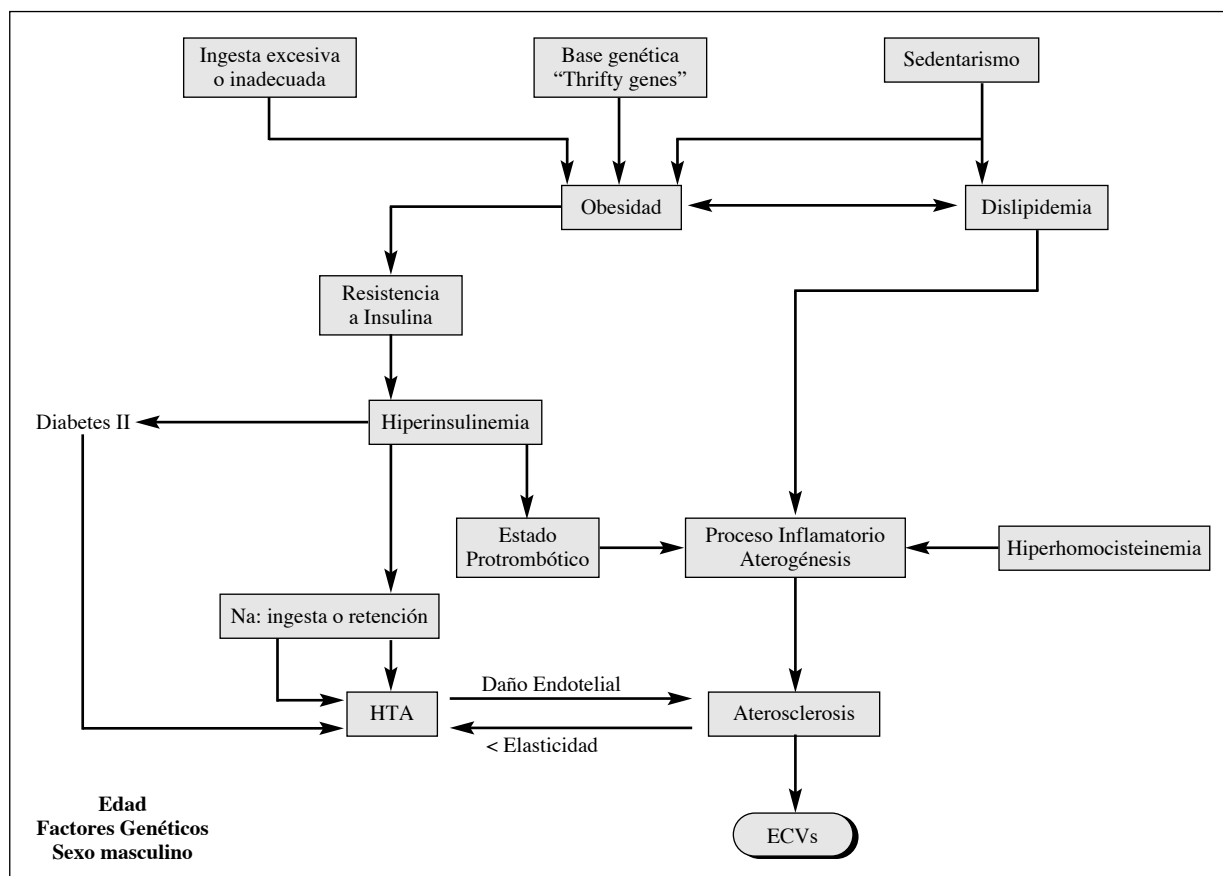 Ingesta excesiva
o inadecuada
Base genética
“Thrifty genes”
Sedentarismo
Obesidad
Dislipidemia
Resistencia
a Insulina
Diabetes II
Hiperinsulinemia
Estado
Protrombótico
Proceso Inflamatorio
Aterogénesis
Hiperhomocisteinemia
Na: ingesta o retención
HTA
Daño Endotelial
< Elasticidad
Aterosclerosis
Edad
Factores Genéticos
Sexo masculino
ECVs